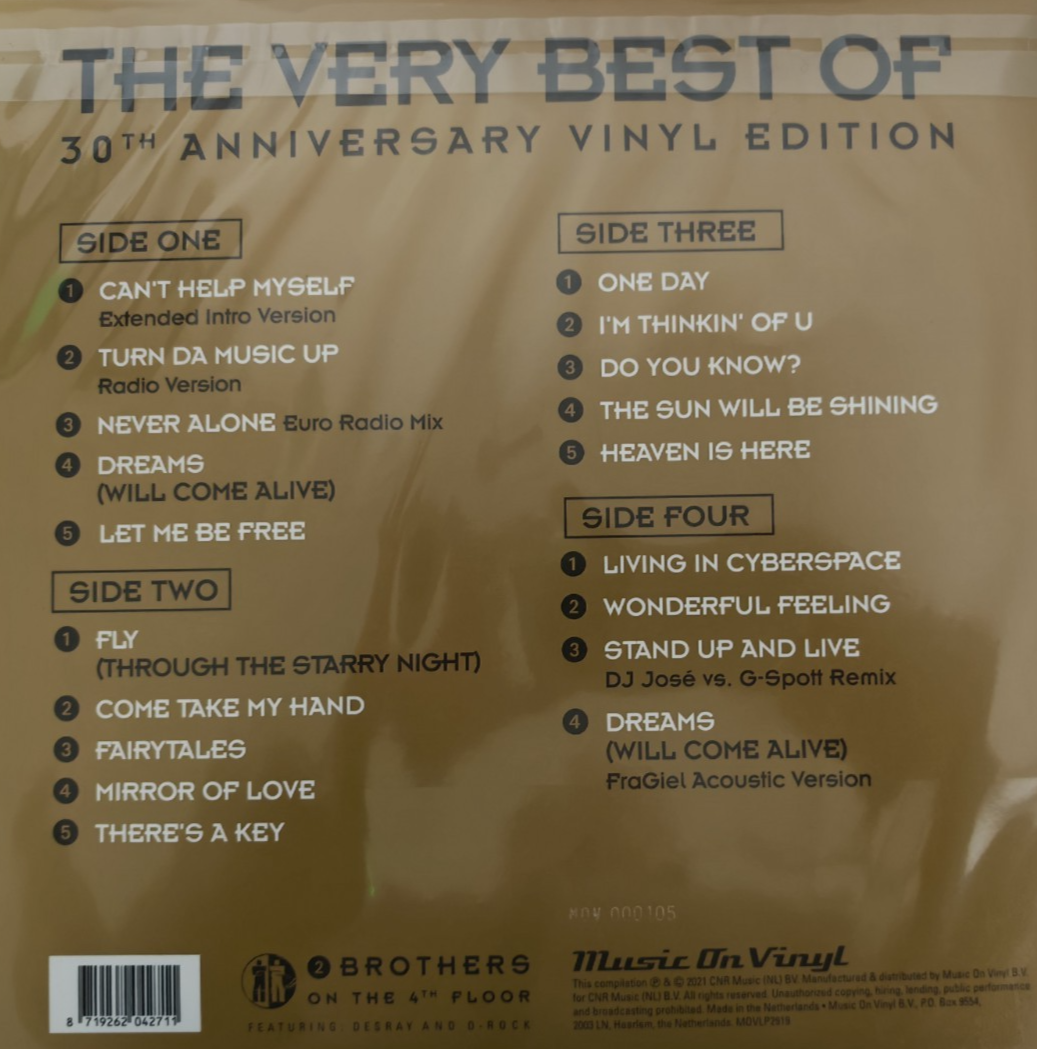 THE VERY BEST OF
30TH ANNIVERSARY VINYL EDITION
SIDE ONE
1 CAN'T HELP MYSELF
Extended Intro Version
2 TURN DA MUSIC UP
Radio Version
3 NEVER ALONE Euro Radio Mix
4 DREAMS
(WILL COME ALIVE)
5 LET ME BE FREE
SIDE TWO
1 FLY
(THROUGH THE STARRY NIGHT)
2 COME TAKE MY HAND
3 FAIRYTALES
4 MIRROR OF LOVE
5 THERE'S A KEY
SIDE THREE
1 ONE DAY
2 I'M THINKIN' OF U
3 DO YOU KNOW?
4 THE SUN WILL BE SHINING
5 HEAVEN IS HERE
SIDE FOUR
1 LIVING IN CYBERSPACE
2 WONDERFUL FEELING
3 STAND UP AND LIVE
DJ José vs. G-Spott Remix
4 DREAMS
(WILL COME ALIVE)
FraGiel Acoustic Version
MOV 000105
8 719262 042711
2 BROTHERS
ON THE 4TH FLOOR
FEATURING: DESRAY AND D-ROCK
Music On Vinyl
This compilation ℗ & © 2021 CNR Music (NL) BV. Manufactured & distributed by Music On Vinyl B.V.
for CNR Music (NL) B.V. All rights reserved. Unauthorized copying, hiring, lending, public performance
and broadcasting prohibited. Made in the Netherlands • Music On Vinyl B.V., P.O. Box 9554,
2003 LN, Haarlem, the Netherlands. MOVLP2919